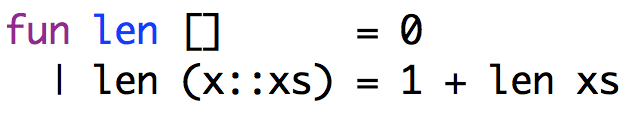 fun len []      = 0
  | len (x::xs) = 1 + len xs